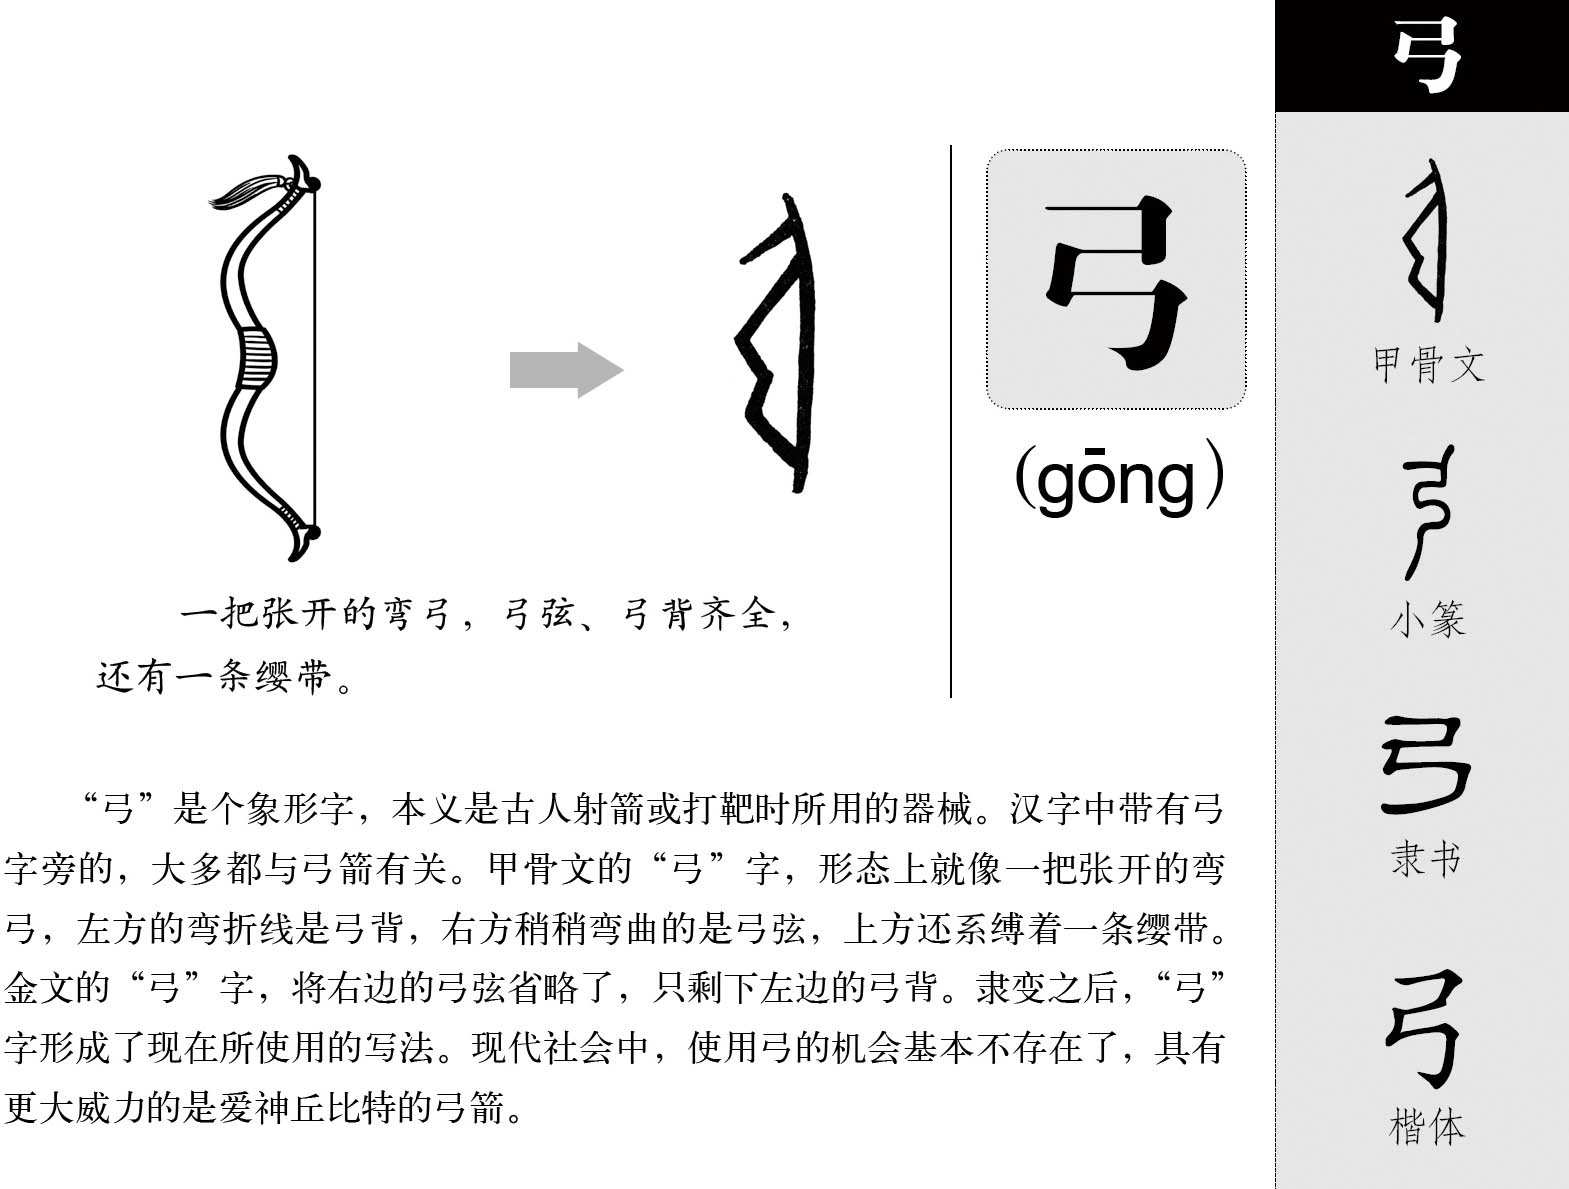 弓
(gōng)
一把张开的弯弓，弓弦、弓背齐全，
还有一条缨带。
“弓”是个象形字，本义是古人射箭或打靶时所用的器械。汉字中带有弓
字旁的，大多都与弓箭有关。甲骨文的“弓”字，形态上就像一把张开的弯
弓，左方的弯折线是弓背，右方稍稍弯曲的是弓弦，上方还系缚着一条缨带。
金文的“弓”字，将右边的弓弦省略了，只剩下左边的弓背。隶变之后，“弓”
字形成了现在所使用的写法。现代社会中，使用弓的机会基本不存在了，具有
更大威力的是爱神丘比特的弓箭。
弓
弓
甲骨文
弓
小篆
弓
隶书
弓
楷体